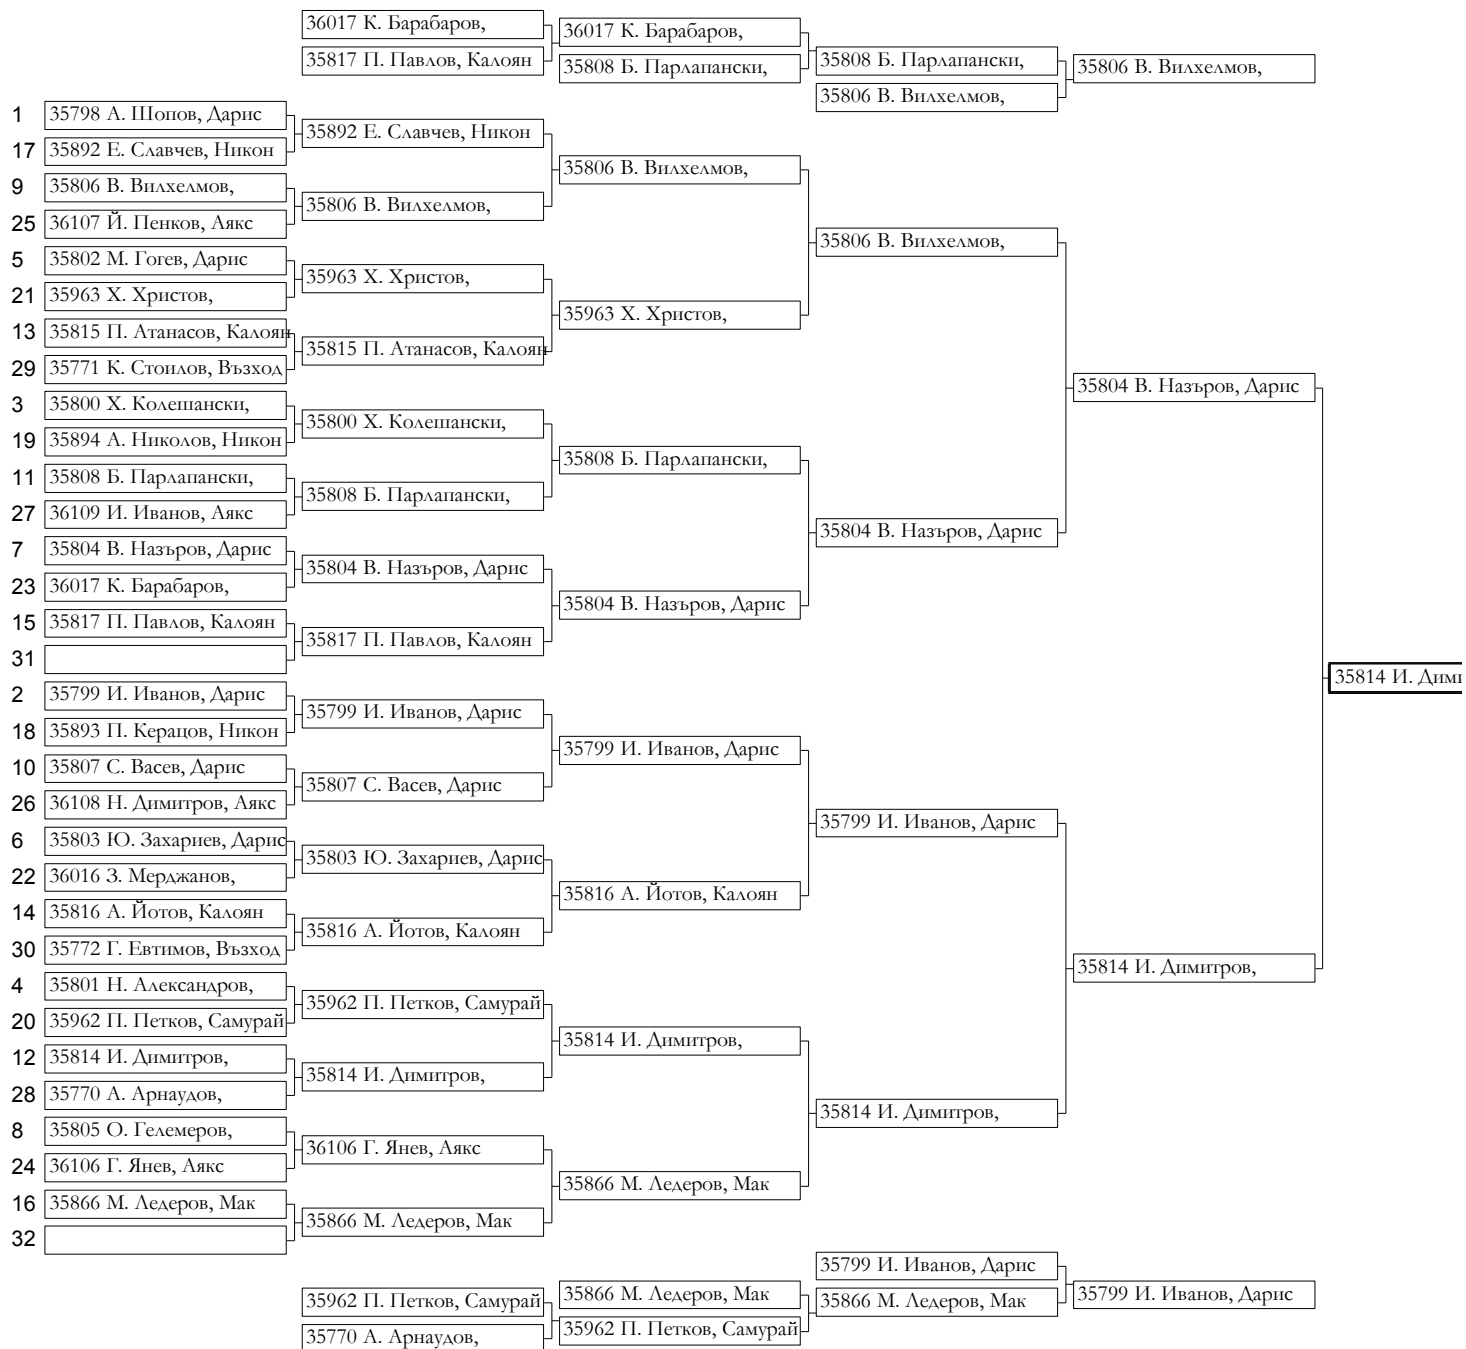 36017 К. Барабаров,
35817 П. Павлов, Калоян
36017 К. Барабаров,
35808 Б. Парлапански,
35808 Б. Парлапански,
35806 В. Вилхелмов,
35806 В. Вилхелмов,
1 35798 А. Шопов, Дарис
17 35892 Е. Славчев, Никон
9 35806 В. Вилхелмов,
25 36107 Й. Пенков, Аякс
5 35802 М. Гогев, Дарис
21 35963 Х. Христов,
13 35815 П. Атанасов, Калоян
29 35771 К. Стоилов, Възход
3 35800 Х. Колешански,
19 35894 А. Николов, Никон
11 35808 Б. Парлапански,
27 36109 И. Иванов, Аякс
7 35804 В. Назъров, Дарис
23 36017 К. Барабаров,
15 35817 П. Павлов, Калоян
31
2 35799 И. Иванов, Дарис
18 35893 П. Керацов, Никон
10 35807 С. Васев, Дарис
26 36108 Н. Димитров, Аякс
6 35803 Ю. Захариев, Дарис
22 36016 З. Мерджанов,
14 35816 А. Йотов, Калоян
30 35772 Г. Евтимов, Възход
4 35801 Н. Александров,
20 35962 П. Петков, Самурай
12 35814 И. Димитров,
28 35770 А. Арнаудов,
8 35805 О. Гелемеров,
24 36106 Г. Янев, Аякс
16 35866 М. Ледеров, Мак
32
35892 Е. Славчев, Никон
35806 В. Вилхелмов,
35963 Х. Христов,
35815 П. Атанасов, Калоян
35800 Х. Колешански,
35808 Б. Парлапански,
35804 В. Назъров, Дарис
35817 П. Павлов, Калоян
35799 И. Иванов, Дарис
35807 С. Васев, Дарис
35803 Ю. Захариев, Дарис
35816 А. Йотов, Калоян
35962 П. Петков, Самурай
35814 И. Димитров,
36106 Г. Янев, Аякс
35866 М. Ледеров, Мак
35806 В. Вилхелмов,
35963 Х. Христов,
35808 Б. Парлапански,
35804 В. Назъров, Дарис
35799 И. Иванов, Дарис
35816 А. Йотов, Калоян
35814 И. Димитров,
35866 М. Ледеров, Мак
35806 В. Вилхелмов,
35804 В. Назъров, Дарис
35799 И. Иванов, Дарис
35814 И. Димитров,
35804 В. Назъров, Дарис
35814 И. Димитров,
35814 И.
35962 П. Петков, Самурай
35770 А. Арнаудов,
35866 М. Ледеров, Мак
35962 П. Петков, Самурай
35799 И. Иванов, Дарис
35866 М. Ледеров, Мак
35799 И. Иванов, Дарис